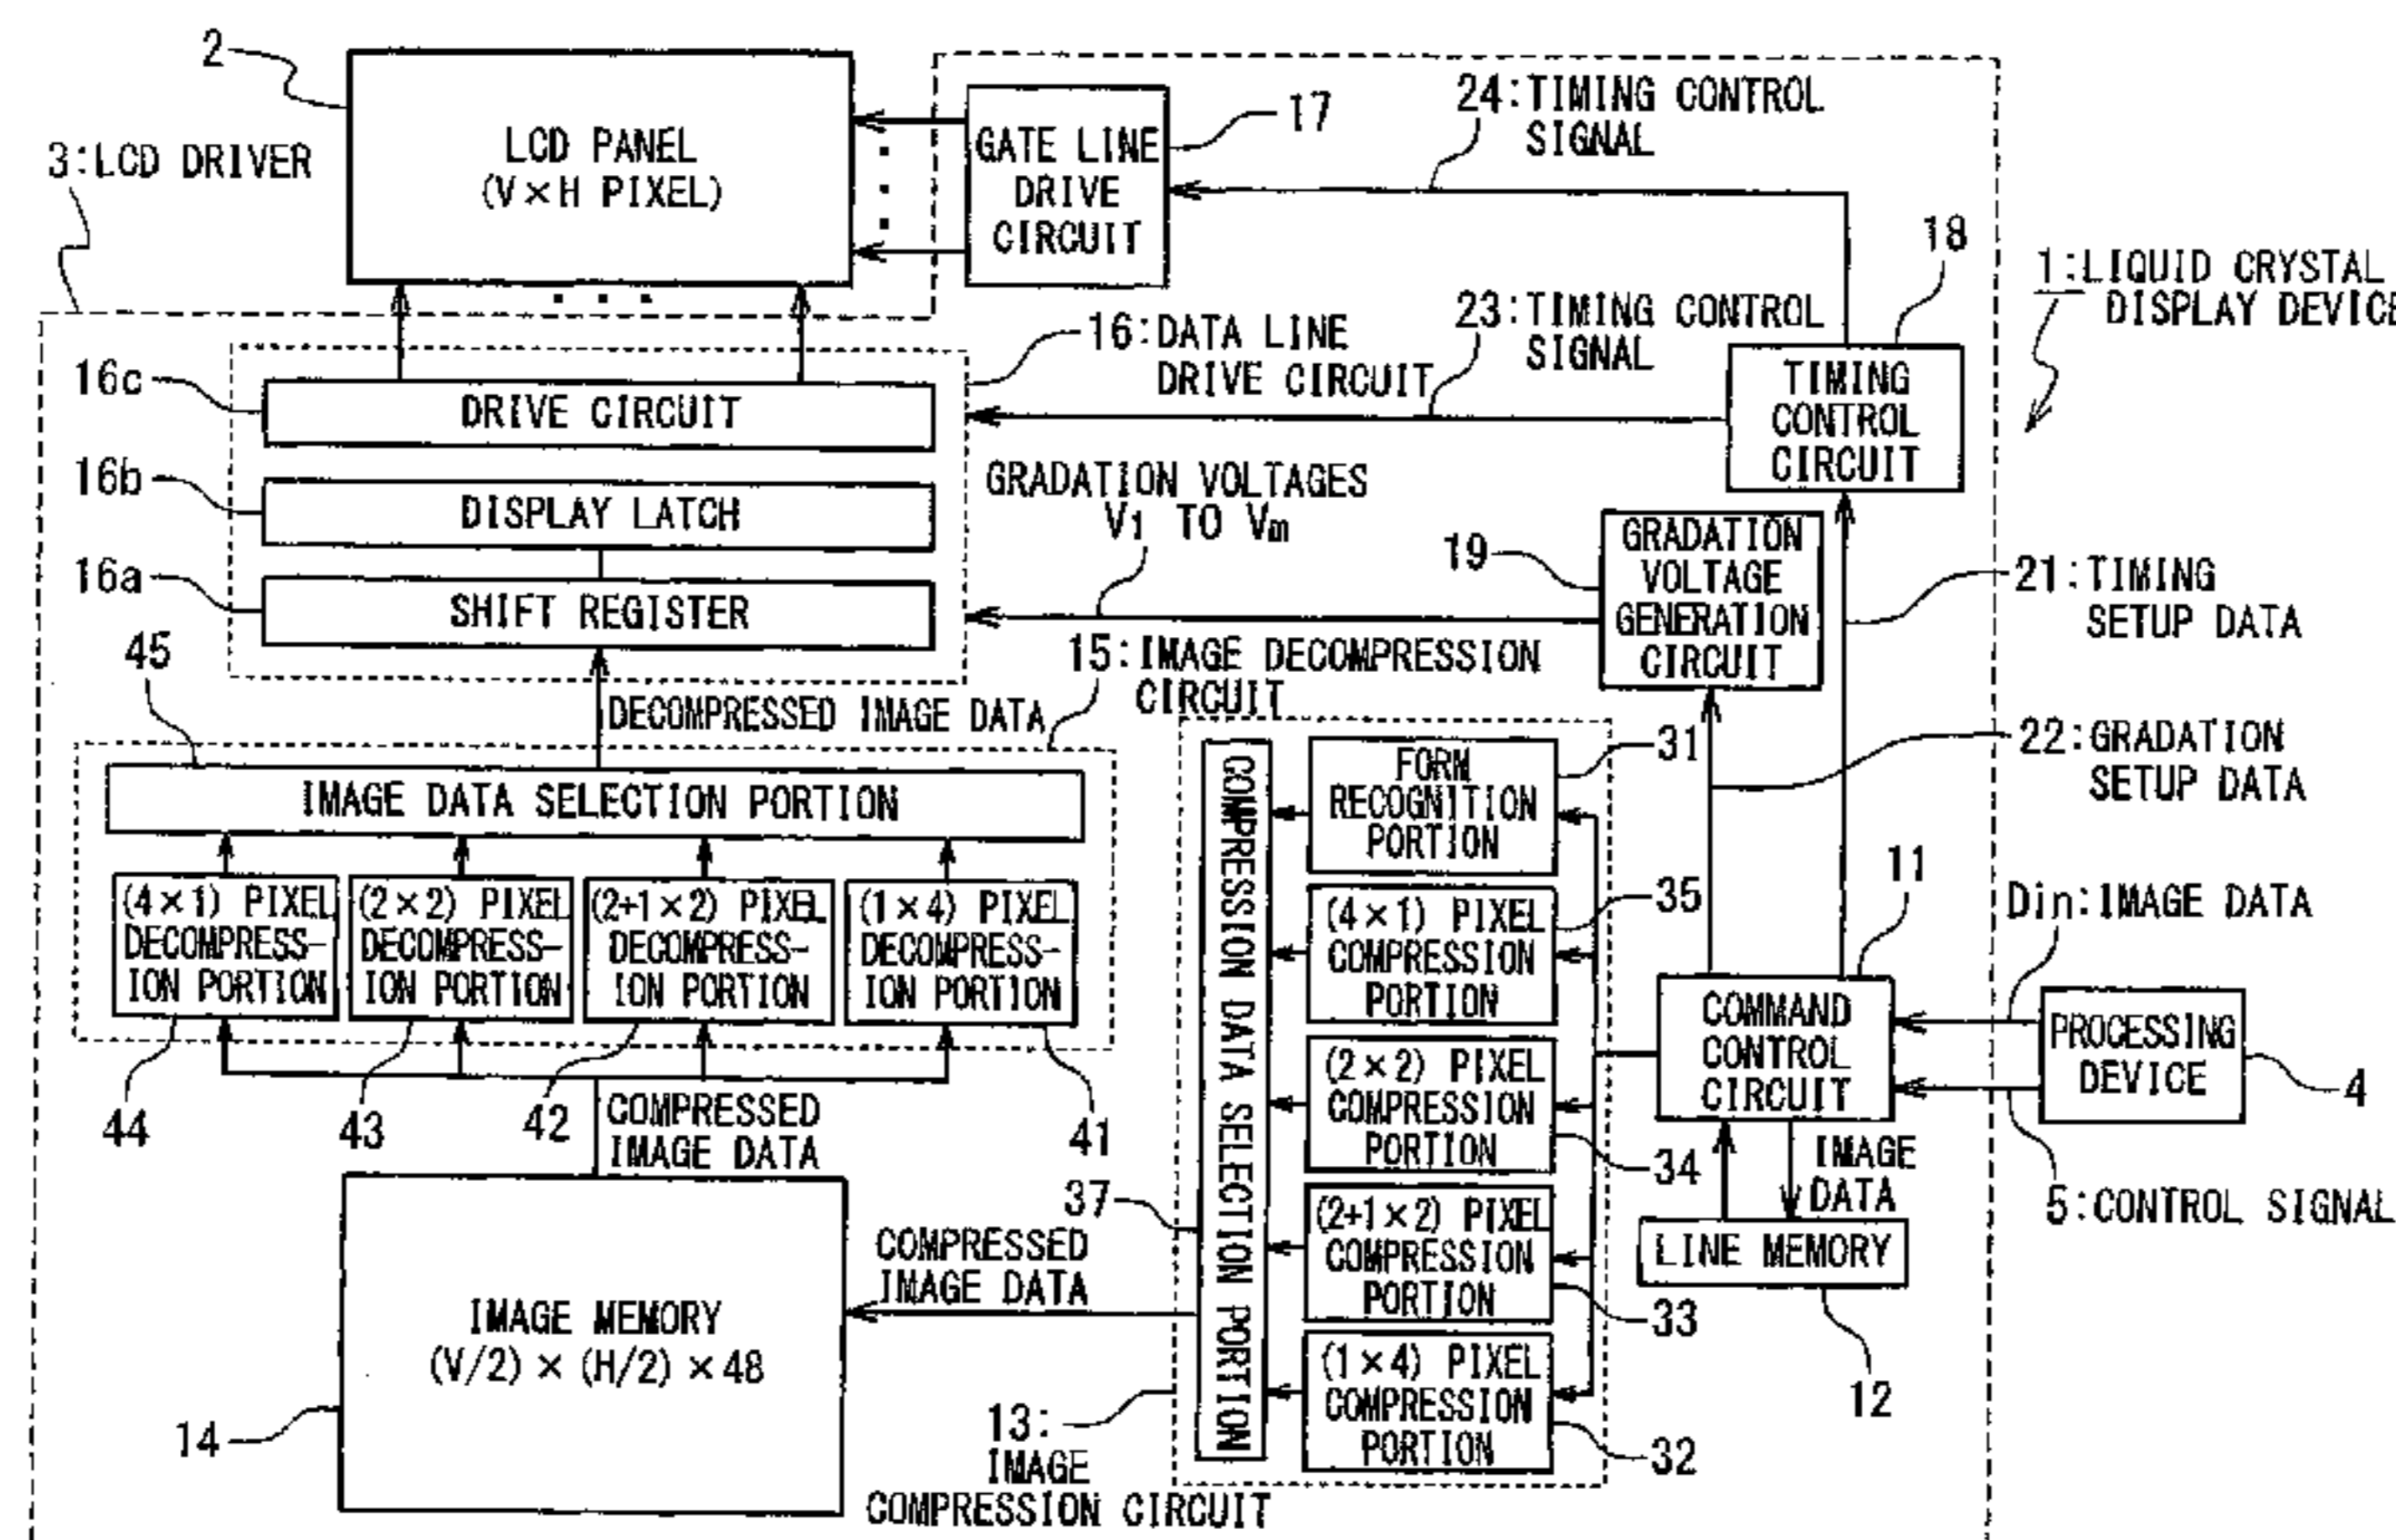 2
3:LCD DRIVER
LCD PANEL
(V×H PIXEL)
GATE LINE
DRIVE
CIRCUIT
17
24:TIMING CONTROL
SIGNAL
18
1:LIQUID CRYSTAL
DISPLAY DEVICE
16:DATA LINE
DRIVE CIRCUIT
23:TIMING CONTROL
SIGNAL
TIMING
CONTROL
CIRCUIT
16c
DRIVE CIRCUIT
16b
DISPLAY LATCH
16a
SHIFT REGISTER
GRADATION VOLTAGES
V1 TO Vm
19
GRADATION
VOLTAGE
GENERATION
CIRCUIT
21:TIMING
SETUP DATA
45
DECOMPRESSED IMAGE DATA
15:IMAGE DECOMPRESSION
CIRCUIT
22:GRADATION
SETUP DATA
IMAGE DATA SELECTION PORTION
(4×1) PIXEL
DECOMPRESS-
ION PORTION
(2×2) PIXEL
DECOMPRESS-
ION PORTION
(2+1×2) PIXEL
DECOMPRESS-
ION PORTION
(1×4) PIXEL
DECOMPRESS-
ION PORTION
44
43
42
41
COMPRESSED
IMAGE DATA
COMPRESSION DATA SELECTION PORTION
37
FORM
RECOGNITION
PORTION
31
(4×1) PIXEL
COMPRESSION
PORTION
35
(2×2) PIXEL
COMPRESSION
PORTION
34
(2+1×2) PIXEL
COMPRESSION
PORTION
33
(1×4) PIXEL
COMPRESSION
PORTION
32
11
COMMAND
CONTROL
CIRCUIT
Din:IMAGE DATA
PROCESSING
DEVICE
4
5:CONTROL SIGNAL
IMAGE
DATA
LINE MEMORY
12
COMPRESSED
IMAGE DATA
IMAGE MEMORY
(V/2)×(H/2)×48
14
13:
IMAGE
COMPRESSION CIRCUIT